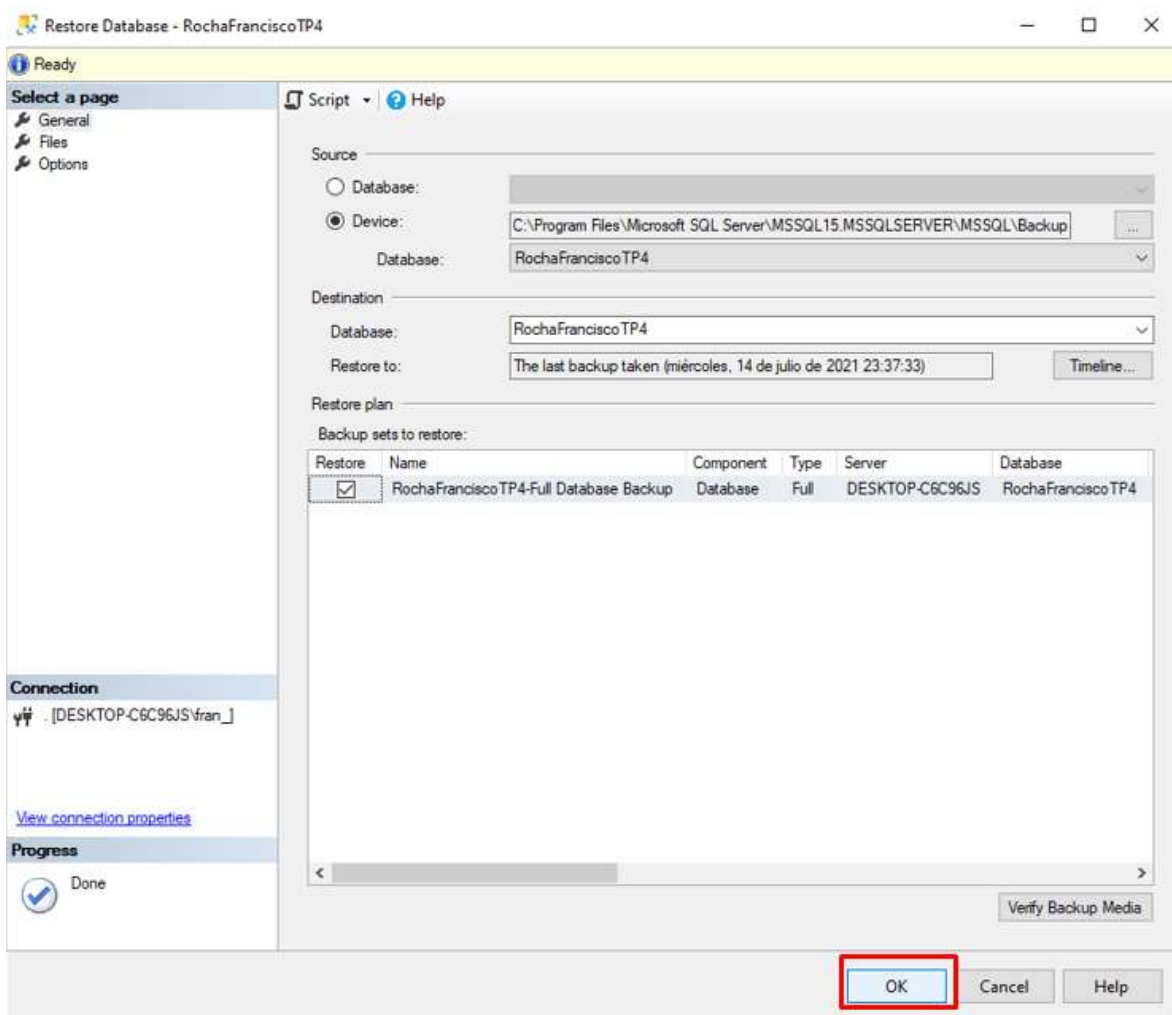 Restore Database - RochaFranciscoTP4
Ready
Select a page
General
Files
Options
Script
Help
Source
Database:
Device: C:\Program Files\Microsoft SQL Server\MSSQL15.MSSQLSERVER\MSSQL\Backup ...
Database: RochaFranciscoTP4
Destination
Database: RochaFranciscoTP4
Restore to: The last backup taken (miércoles, 14 de julio de 2021 23:37:33) Timeline...
Restore plan
Backup sets to restore:
Restore Name Component Type Server Database
RochaFranciscoTP4-Full Database Backup Database Full DESKTOP-C6C96JS RochaFranciscoTP4
Connection
. [DESKTOP-C6C96JS\fran_]
View connection properties
Progress
Done
Verify Backup Media
OK Cancel Help